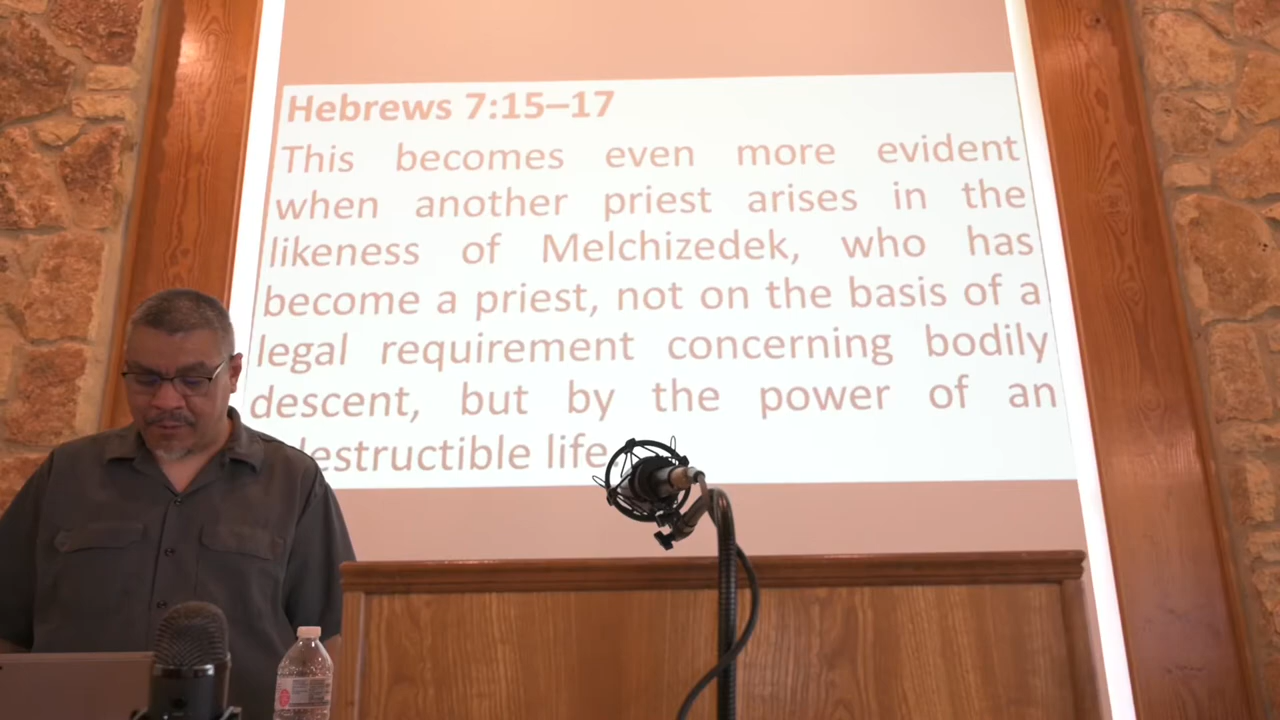 Hebrews 7:15–17
This becomes even more evident
when another priest arises in the
likeness of Melchizedek, who has
become a priest, not on the basis of a
legal requirement concerning bodily
descent, but by the power of an
destructible life.